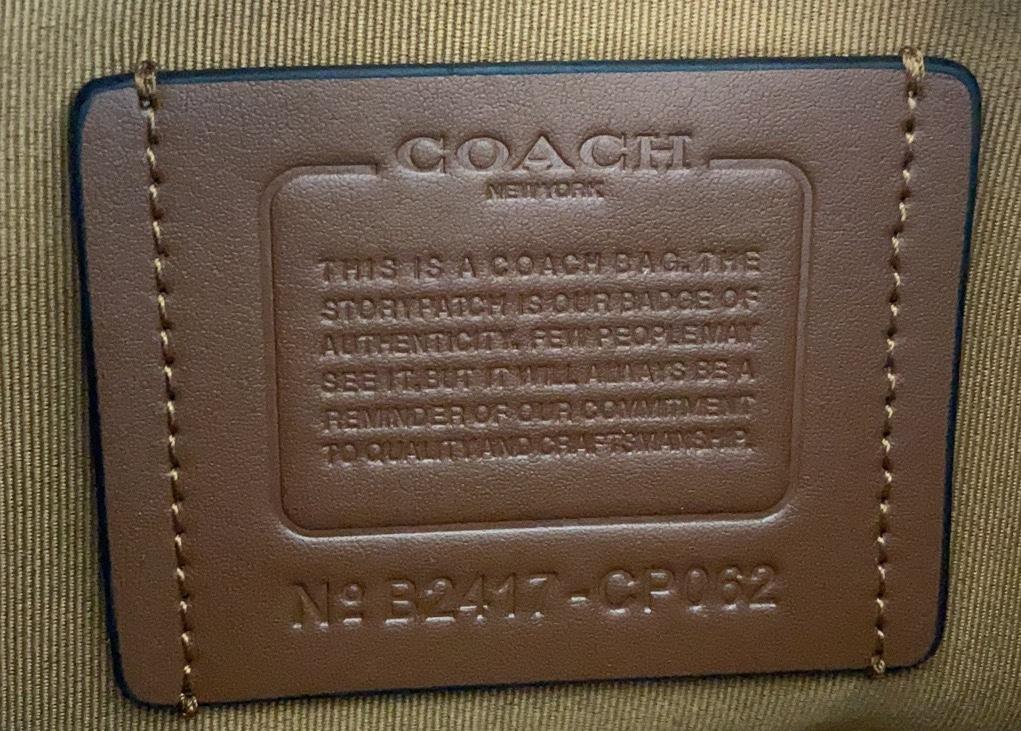 COACH
NEW YORK
THIS IS A COACH BAG. THE
STORYPATCH IS OUR BADGE OF
AUTHENTICITY. FEW PEOPLE MAY
SEE IT. BUT IT WILL ALWAYS BE A
REMINDER OF OUR COMMITMENT
TO QUALITY AND CRAFTSMANSHIP.
Nº B2417-CP062